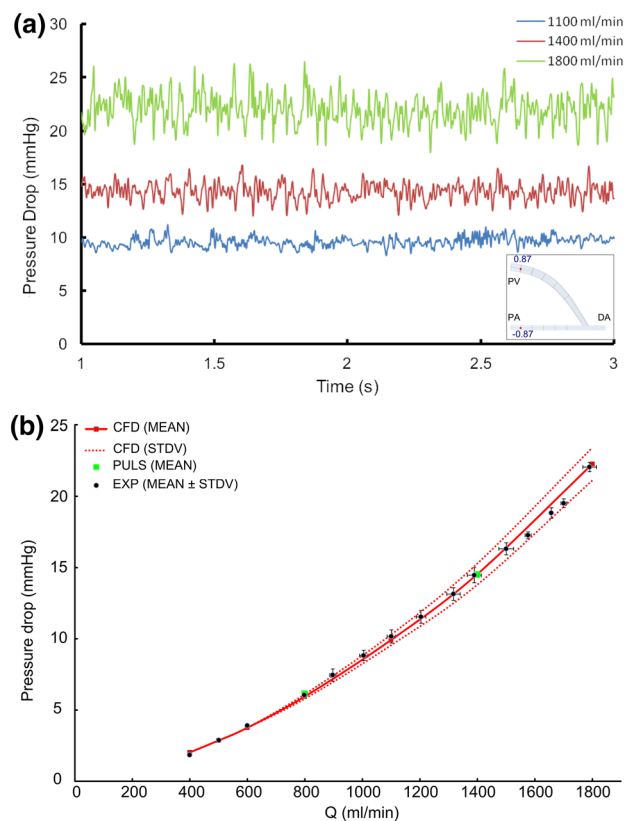 (a)
30
25
20
15
10
5
0
Pressure Drop (mmHg)
1100 ml/min
1400 ml/min
1800 ml/min
0.87
PV
PA
DA
-0.87
1
1.5
2
2.5
3
Time (s)
(b)
25
20
15
10
5
0
Pressure drop (mmHg)
CFD (MEAN)
CFD (STDV)
PULS (MEAN)
EXP (MEAN ± STDV)
0 200 400 600 800 1000 1200 1400 1600 1800
Q (ml/min)